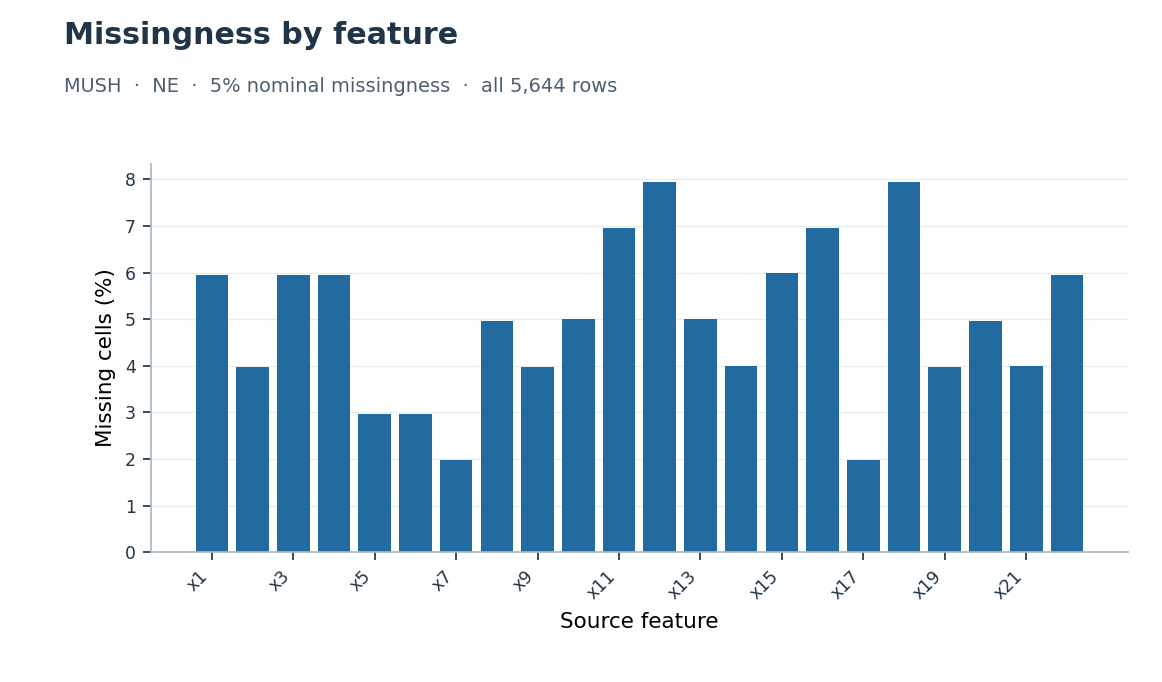 Missingness by feature
MUSH · NE · 5% nominal missingness · all 5,644 rows
8
7
6
5
4
3
2
1
0
Missing cells (%)
x1 x3 x5 x7 x9 x11 x13 x15 x17 x19 x21
Source feature